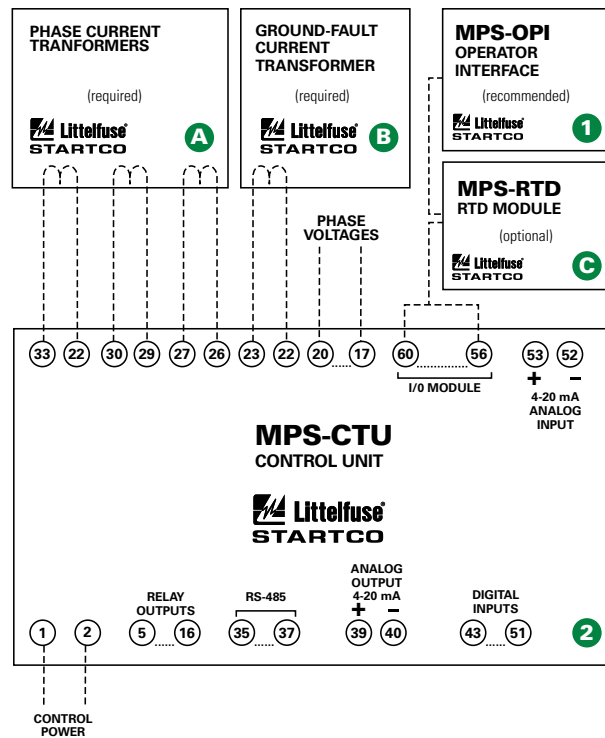 PHASE CURRENT
TRANFORMERS
(required)
Littelfuse®
STARTCO
A
GROUND-FAULT
CURRENT
TRANSFORMER
(required)
Littelfuse®
STARTCO
B
MPS-OPI
OPERATOR
INTERFACE
(recommended)
Littelfuse®
STARTCO
1
MPS-RTD
RTD MODULE
(optional)
Littelfuse®
STARTCO
C
PHASE
VOLTAGES
33 22 30 29 27 26 23 22 20 ...... 17 60 ............... 56 53 52
I/0 MODULE
+ −
4-20 mA
ANALOG
INPUT
MPS-CTU
CONTROL UNIT
Littelfuse®
STARTCO
RELAY
OUTPUTS
RS-485
ANALOG
OUTPUT
4-20 mA
+ −
DIGITAL
INPUTS
1 2 5 ...... 16 35 ...... 37 39 40 43 ...... 51
2
CONTROL
POWER